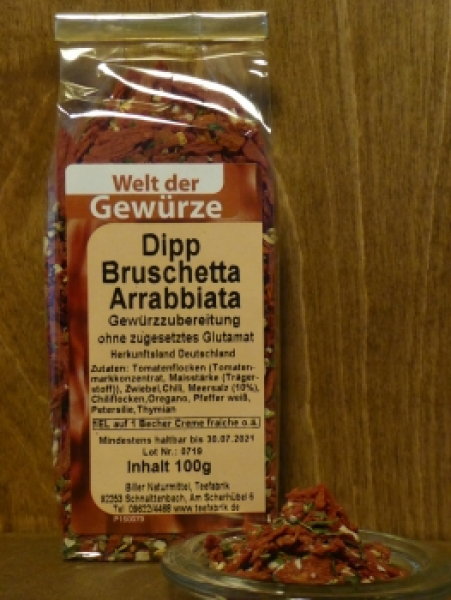 Welt der
Gewürze
Dipp
Bruschetta
Arrabbiata
Gewürzzubereitung
ohne zugesetztes Glutamat
Herkunftsland Deutschland
Zutaten: Tomatenflocken (Tomaten-
markkonzentrat, Maisstärke (Träger-
stoff)), Zwiebel,Chili, Meersalz (10%),
Chiliflocken,Oregano, Pfeffer weiß,
Petersilie,Thymian
1EL auf 1 Becher Creme fraiche o.ä.
Mindestens haltbar bis 30.07.2021
Lot Nr.: 0719
Inhalt 100g
Biller Naturmittel, Teefabrik
92253 Schnaittenbach, Am Scherhübel 6
Tel. 09622/4468 www.teefabrik.de